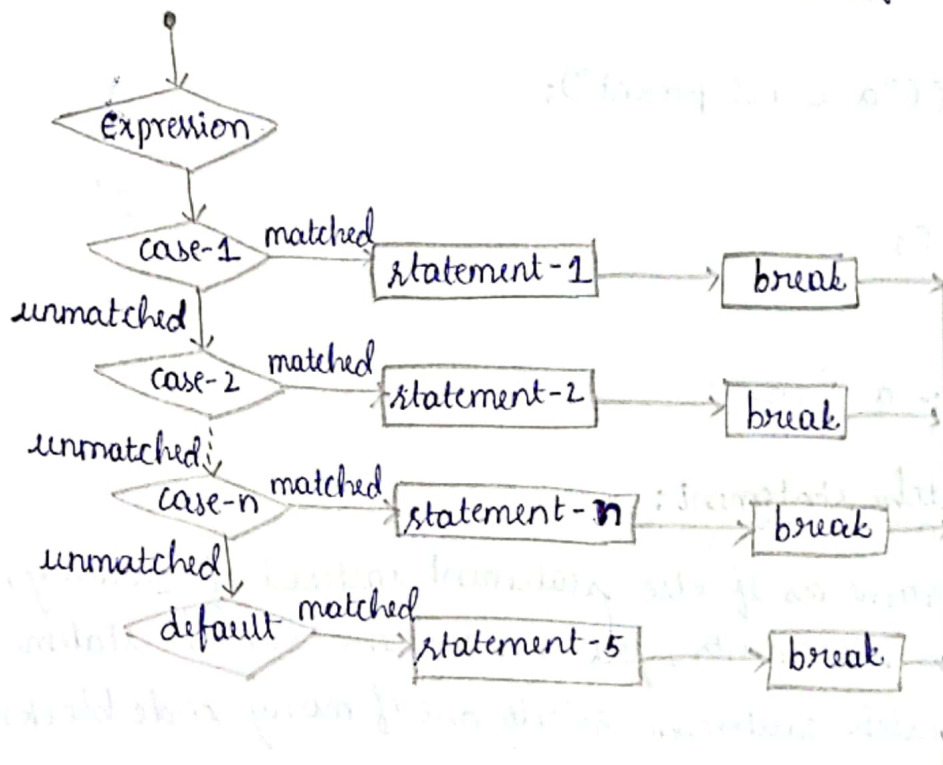 expression
case-1 matched statement-1 break
unmatched
case-2 matched statement-2 break
unmatched
case-n matched statement-n break
unmatched
default matched statement-5 break